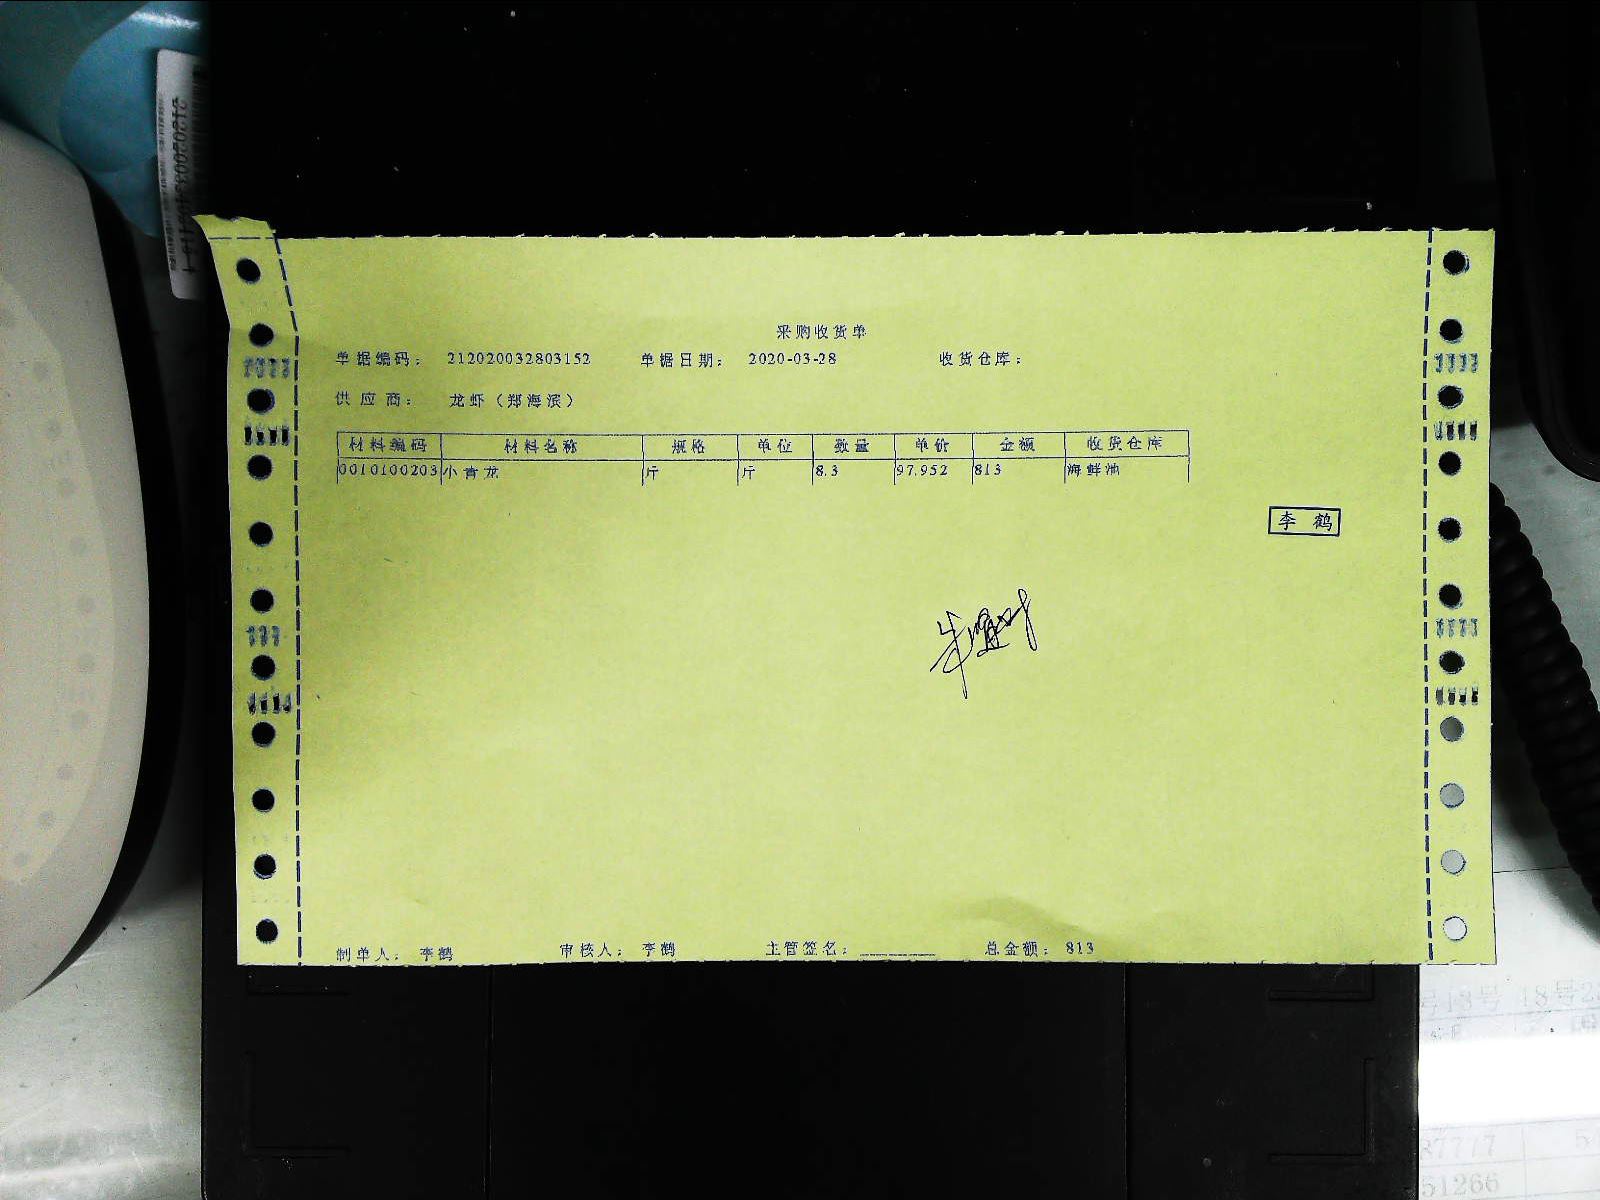 采购收货单
单据编码： 212020032803152 单据日期： 2020-03-28 收货仓库：
供应商： 龙虾（郑海滨）
材料编码 材料名称 规格 单位 数量 单价 金额 收货仓库
0010100203 小青龙 斤 斤 8.3 97.952 813 海鲜池
李鹤
制单人： 李鹤 审核人： 李鹤 主管签名：________ 总金额： 813
37777
51266